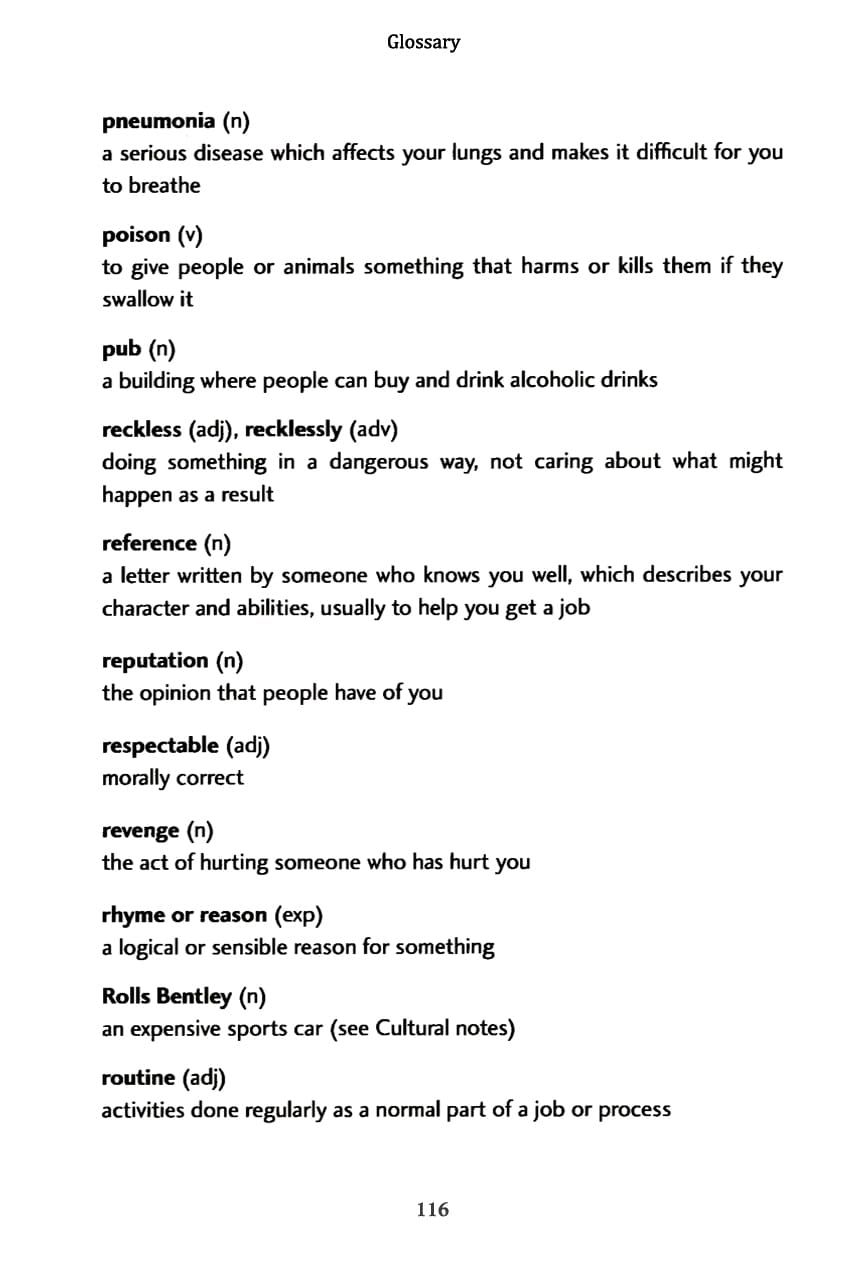 Glossary
pneumonia (n)
a serious disease which affects your lungs and makes it difficult for you
to breathe
poison (v)
to give people or animals something that harms or kills them if they
swallow it
pub (n)
a building where people can buy and drink alcoholic drinks
reckless (adj), recklessly (adv)
doing something in a dangerous way, not caring about what might
happen as a result
reference (n)
a letter written by someone who knows you well, which describes your
character and abilities, usually to help you get a job
reputation (n)
the opinion that people have of you
respectable (adj)
morally correct
revenge (n)
the act of hurting someone who has hurt you
rhyme or reason (exp)
a logical or sensible reason for something
Rolls Bentley (n)
an expensive sports car (see Cultural notes)
routine (adj)
activities done regularly as a normal part of a job or process
116